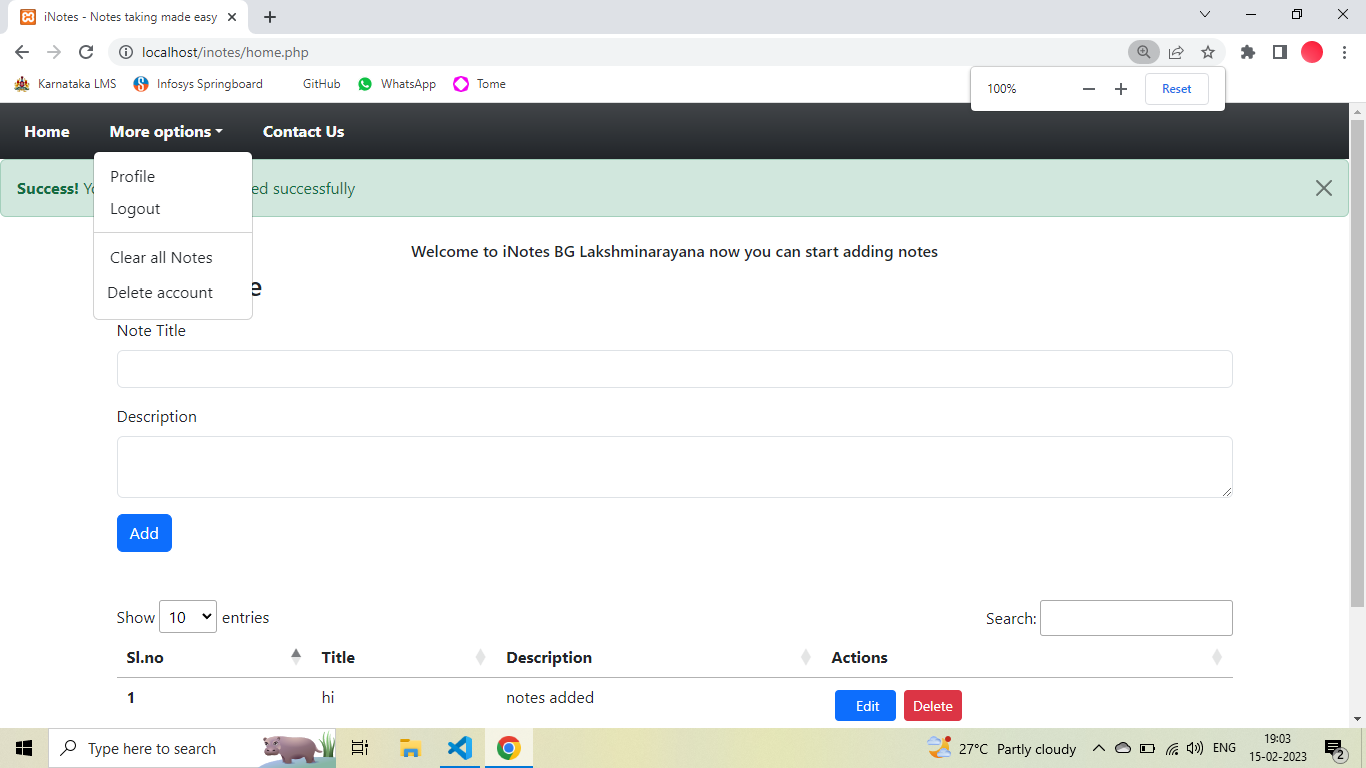 iNotes - Notes taking made easy
localhost/inotes/home.php
Karnataka LMS Infosys Springboard GitHub WhatsApp Tome
100% Reset
Home More options Contact Us
Success! ed successfully
Profile
Logout
Clear all Notes
Delete account
Welcome to iNotes BG Lakshminarayana now you can start adding notes
Note Title
Description
Add
Show 10 entries Search:
Sl.no Title Description Actions
1 hi notes added Edit Delete
Type here to search
27°C Partly cloudy
ENG
19:03
15-02-2023
2